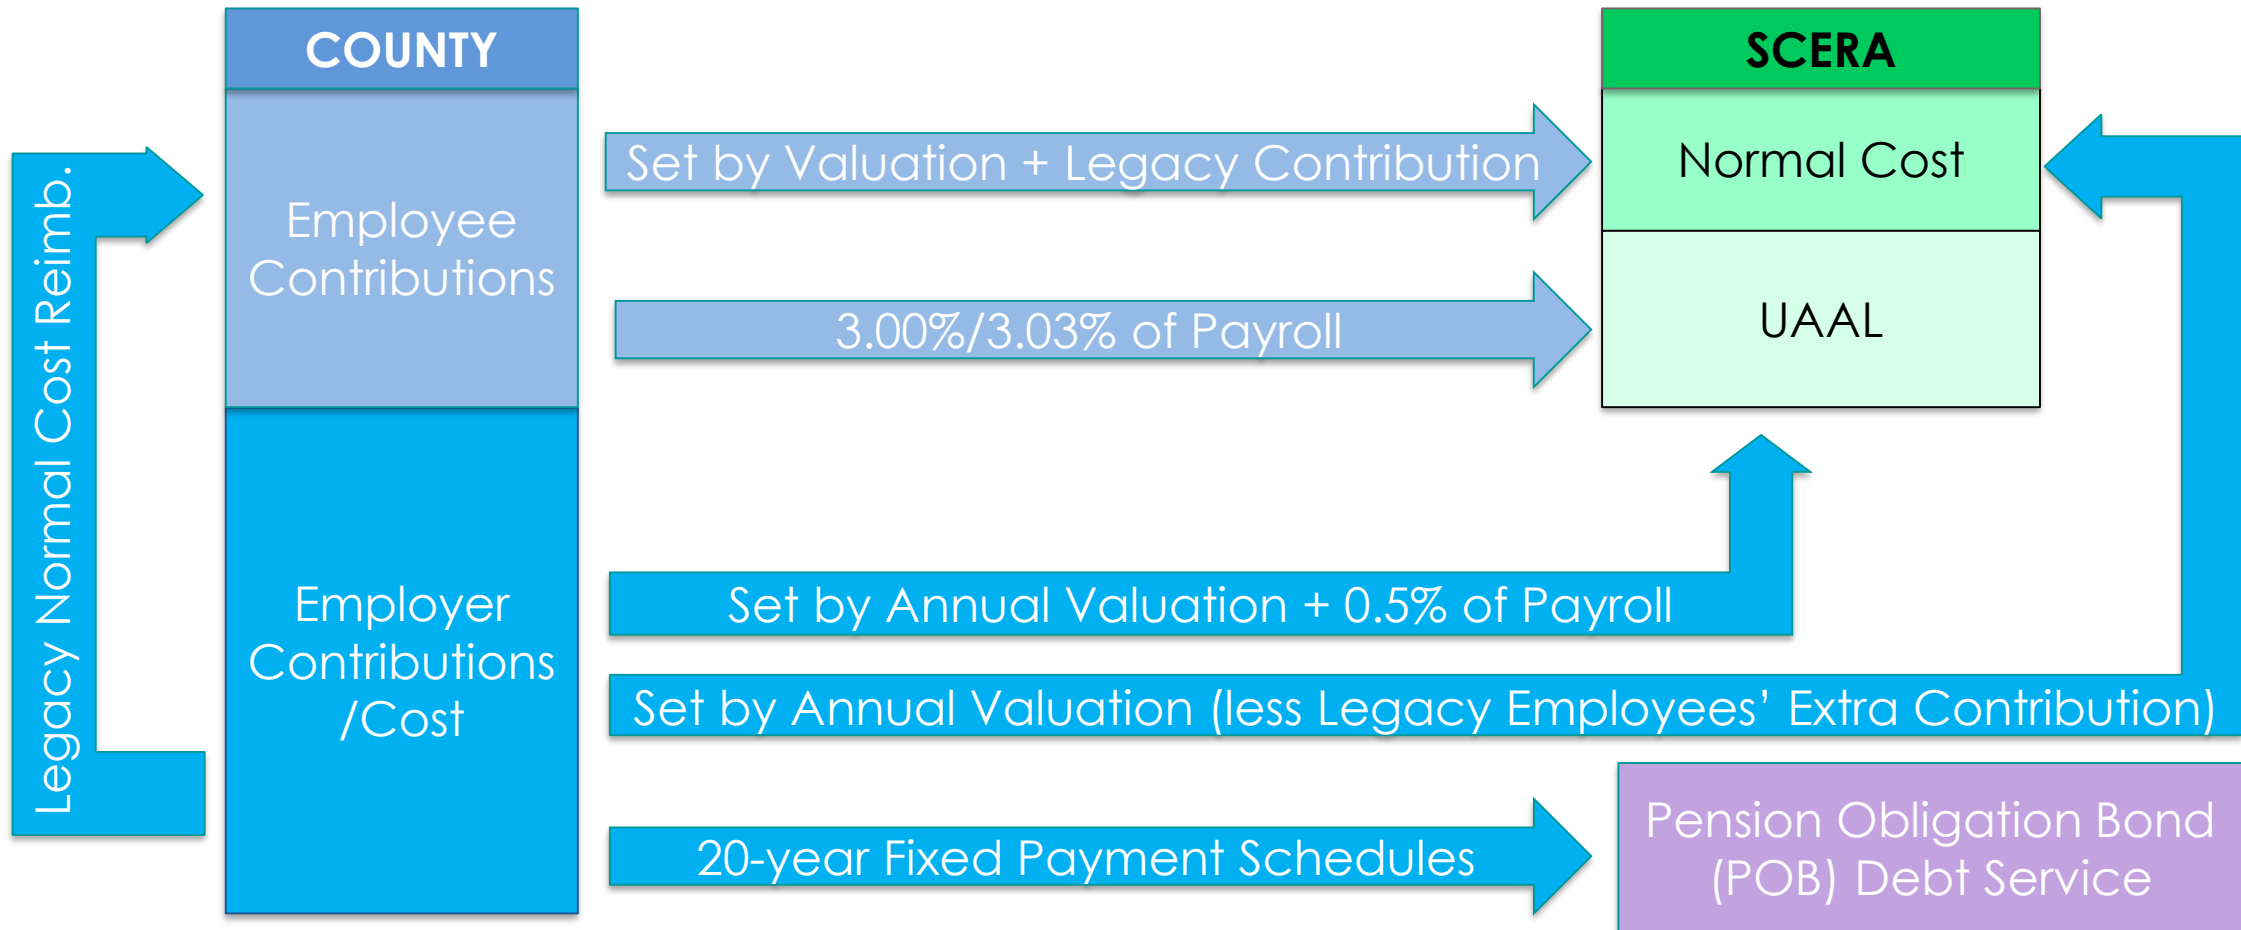 COUNTY
SCERA
Legacy Normal Cost Reimb.
Employee
Contributions
Set by Valuation + Legacy Contribution
Normal Cost
3.00%/3.03% of Payroll
UAAL
Employer
Contributions
/Cost
Set by Annual Valuation + 0.5% of Payroll
Set by Annual Valuation (less Legacy Employees’ Extra Contribution)
20-year Fixed Payment Schedules
Pension Obligation Bond
(POB) Debt Service